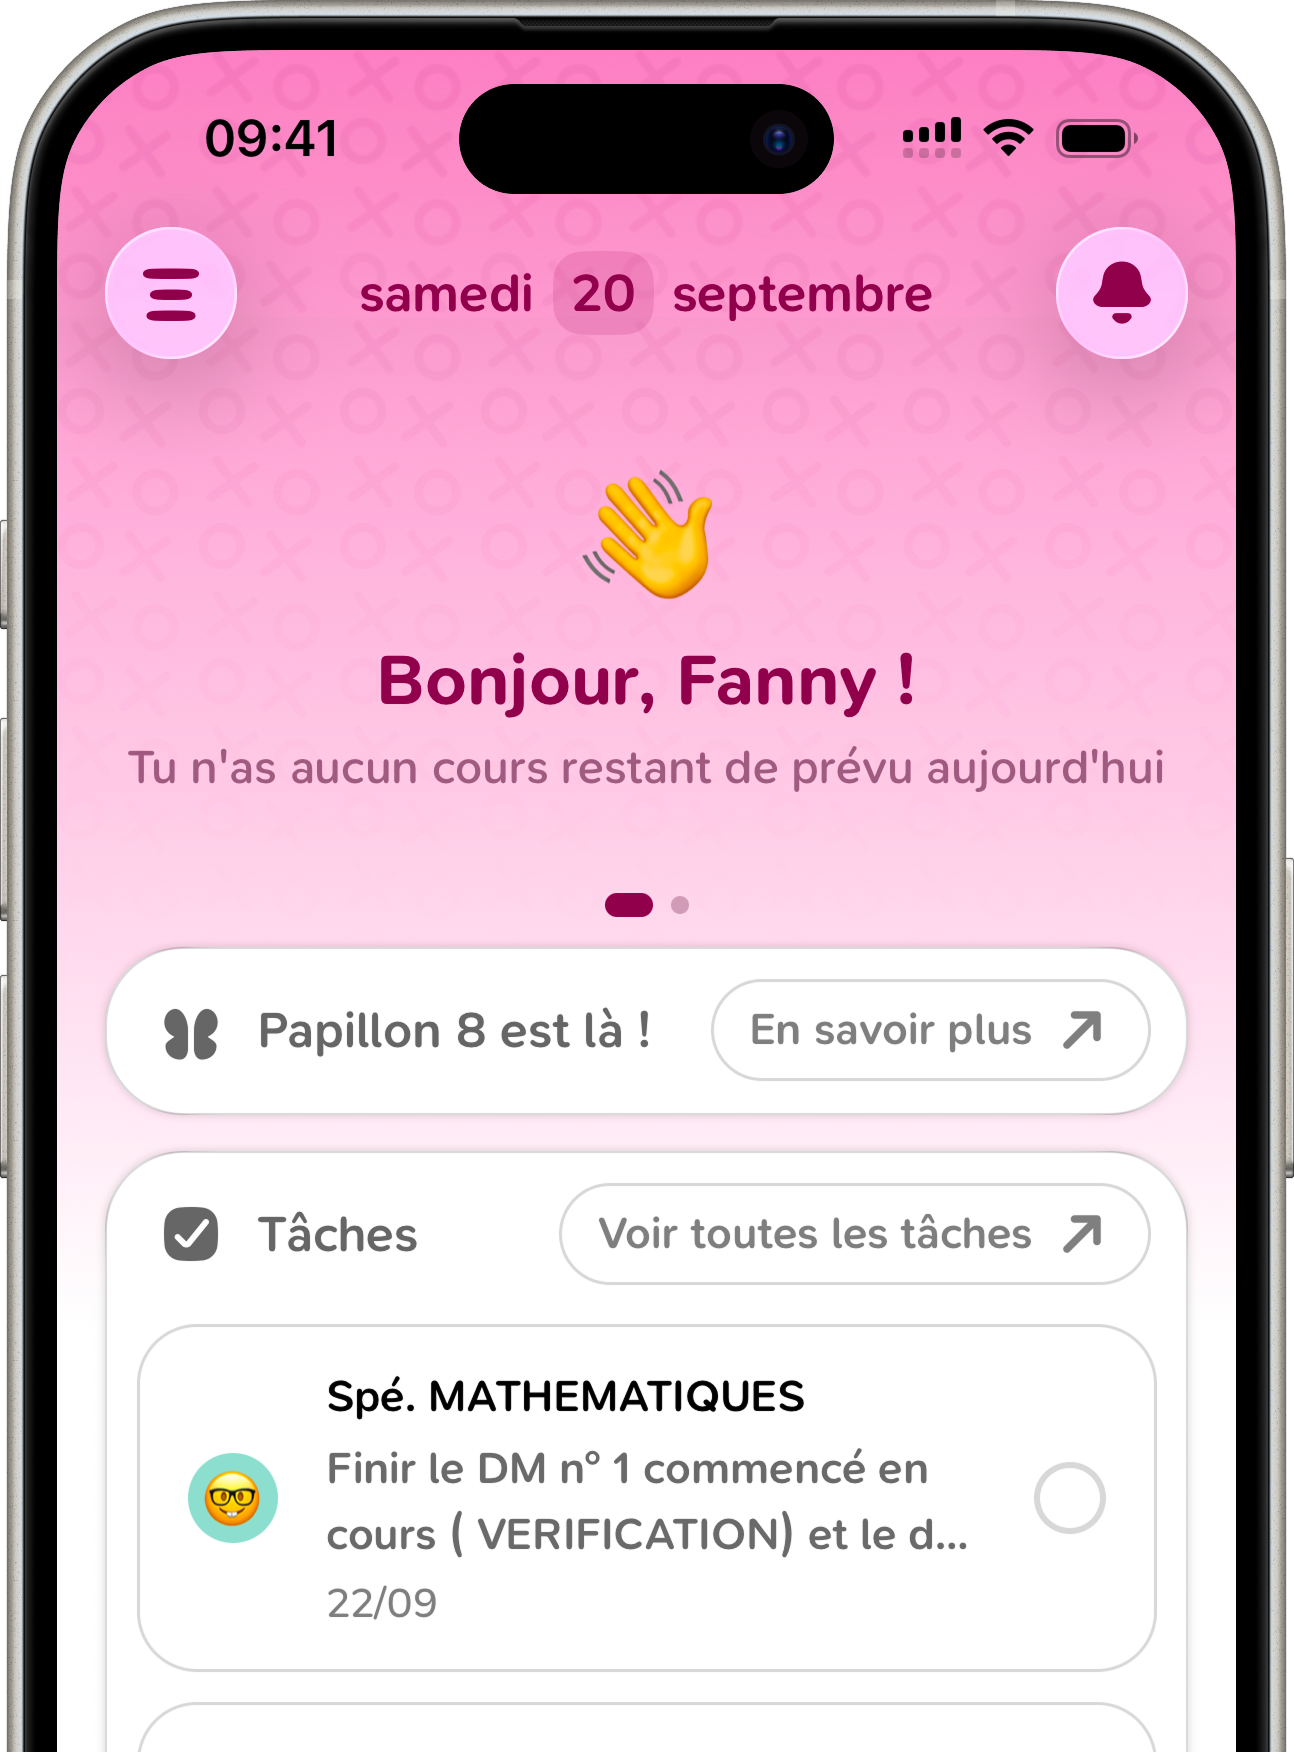 09:41
samedi 20 septembre
Bonjour, Fanny !
Tu n'as aucun cours restant de prévu aujourd'hui
Papillon 8 est là !
En savoir plus
Tâches
Voir toutes les tâches
Spé. MATHEMATIQUES
Finir le DM n° 1 commencé en
cours ( VERIFICATION) et le d...
22/09